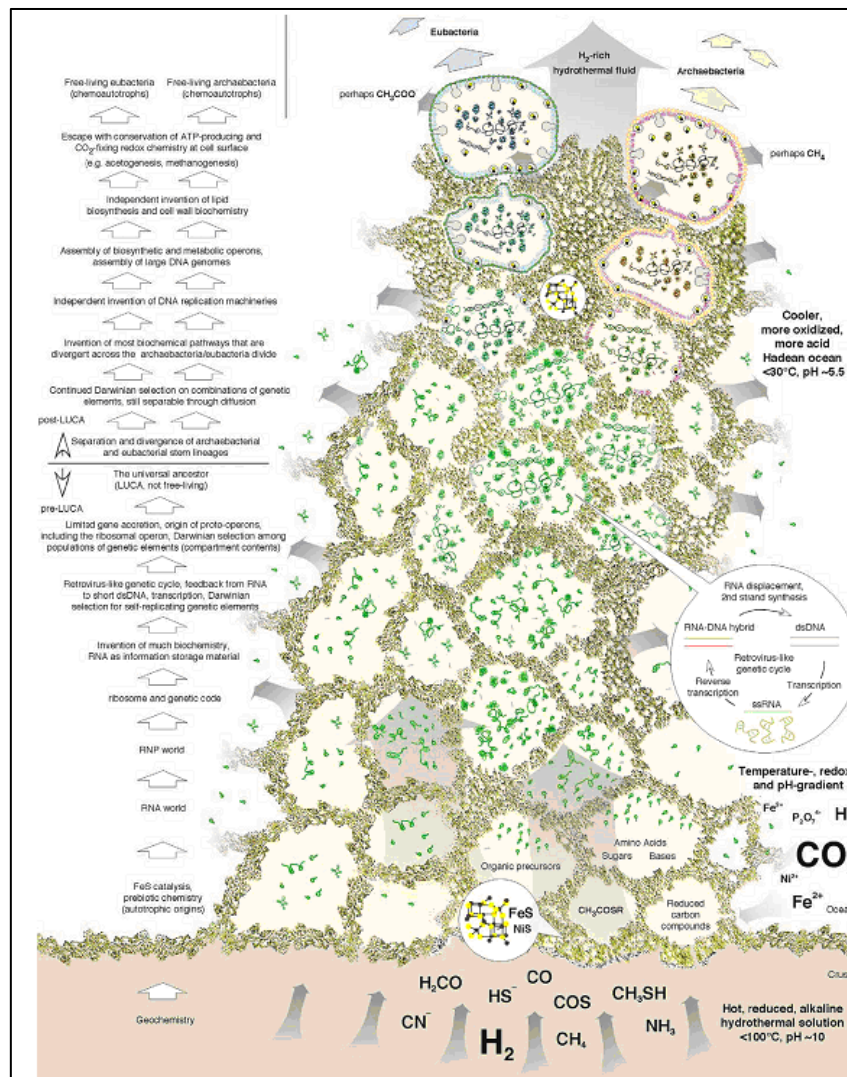 Eubacteria
H₂-rich
hydrothermal fluid
Archaebacteria
Free-living eubacteria
(chemoautotrophs)
Free-living archaebacteria
(chemoautotrophs)
perhaps CH₃COO
perhaps CH₄
Escape with conservation of ATP-producing and
CO₂-fixing redox chemistry at cell surface
(e.g. acetogenesis, methanogenesis)
Independent invention of lipid
biosynthesis and cell wall biochemistry
Assembly of biosynthetic and metabolic operons,
assembly of large DNA genomes
Independent invention of DNA replication machineries
Invention of most biochemical pathways that are
divergent across the archaebacteria/eubacteria divide
Continued Darwinian selection on combinations of genetic
elements, still separable through diffusion
Cooler,
more oxidized,
more acid
Hadean ocean
<30°C, pH ~5.5
post-LUCA
Separation and divergence of archaebacterial
and eubacterial stem lineages
The universal ancestor
(LUCA, not free-living)
pre-LUCA
Limited gene accretion, origin of proto-operons,
including the ribosomal operon, Darwinian selection among
populations of genetic elements (compartment contents)
Retrovirus-like genetic cycle, feedback from RNA
to short dsDNA, transcription, Darwinian
selection for self-replicating genetic elements
Invention of much biochemistry,
RNA as information storage material
ribosome and genetic code
RNP world
RNA world
FeS catalysis,
prebiotic chemistry
(autotrophic origins)
Geochemistry
RNA displacement,
2nd strand synthesis
RNA-DNA hybrid
dsDNA
Retrovirus-like
genetic cycle
Reverse
transcription
Transcription
ssRNA
Temperature-, redox
and pH-gradient
P₂O₇⁴⁻
H
CO
Ni²⁺
Fe²⁺
Ocea
Organic precursors
Amino Acids
Sugars Bases
FeS
NiS
CH₃COSR
Reduced
carbon
compounds
Crus
H₂CO
HS⁻
CO
COS
CH₃SH
CN⁻
H₂
CH₄
NH₃
Hot, reduced, alkaline
hydrothermal solution
<100°C, pH ~10